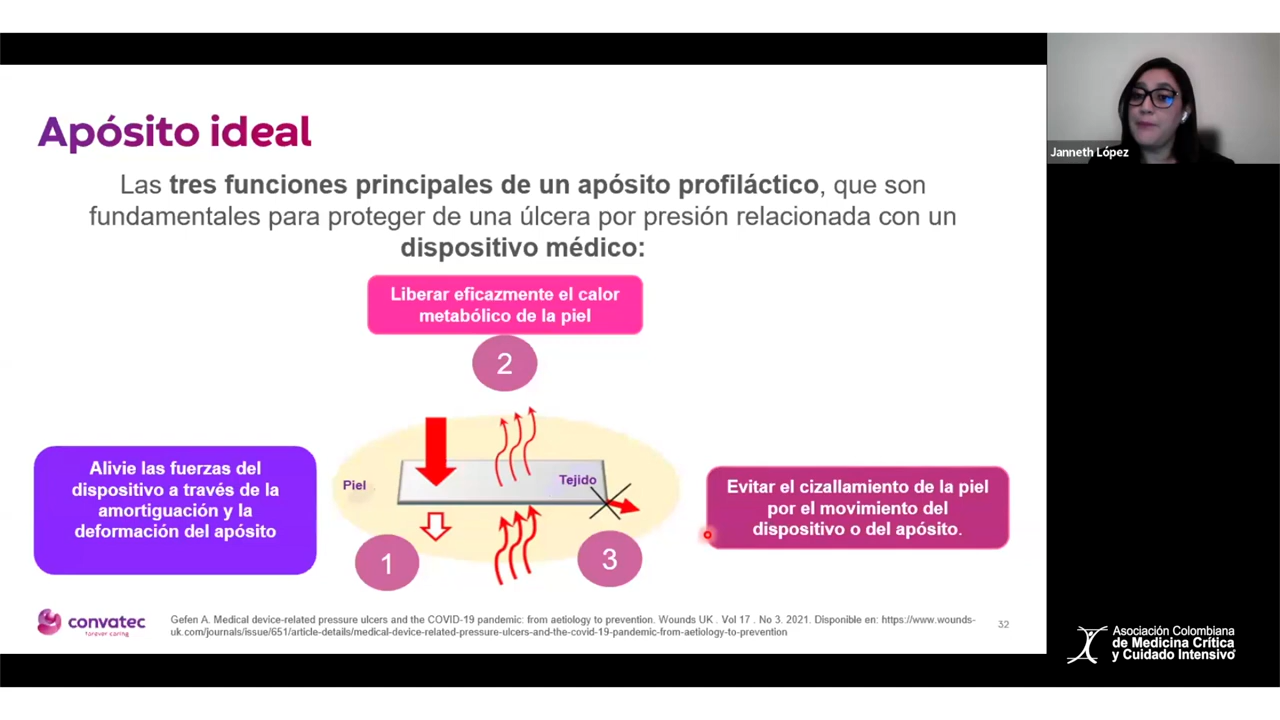 Apósito ideal
Las tres funciones principales de un apósito profiláctico, que son
fundamentales para proteger de una úlcera por presión relacionada con un
dispositivo médico:
Liberar eficazmente el calor
metabólico de la piel
2
Alivie las fuerzas del
dispositivo a través de la
amortiguación y la
deformación del apósito
Piel
Tejido
1
3
Evitar el cizallamiento de la piel
por el movimiento del
dispositivo o del apósito.
convatec
forever caring
Gefen A. Medical device-related pressure ulcers and the COVID-19 pandemic: from aetiology to prevention. Wounds UK . Vol 17 . No 3. 2021. Disponible en: https://www.wounds-
uk.com/journals/issue/651/article-details/medical-device-related-pressure-ulcers-and-the-covid-19-pandemic-from-aetiology-to-prevention
32
Janneth López
Asociación Colombiana
de Medicina Crítica
y Cuidado Intensivo